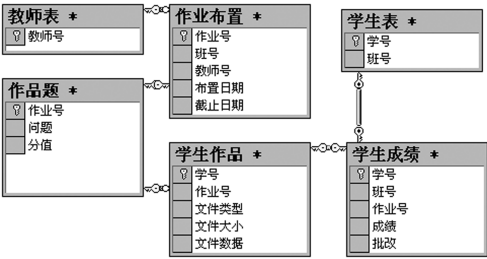 教师表 *
教师号
作业布置 *
作业号
班号
教师号
布置日期
截止日期
学生表 *
学号
班号
作品题 *
作业号
问题
分值
学生作品 *
学号
作业号
文件类型
文件大小
文件数据
学生成绩 *
学号
班号
作业号
成绩
批改